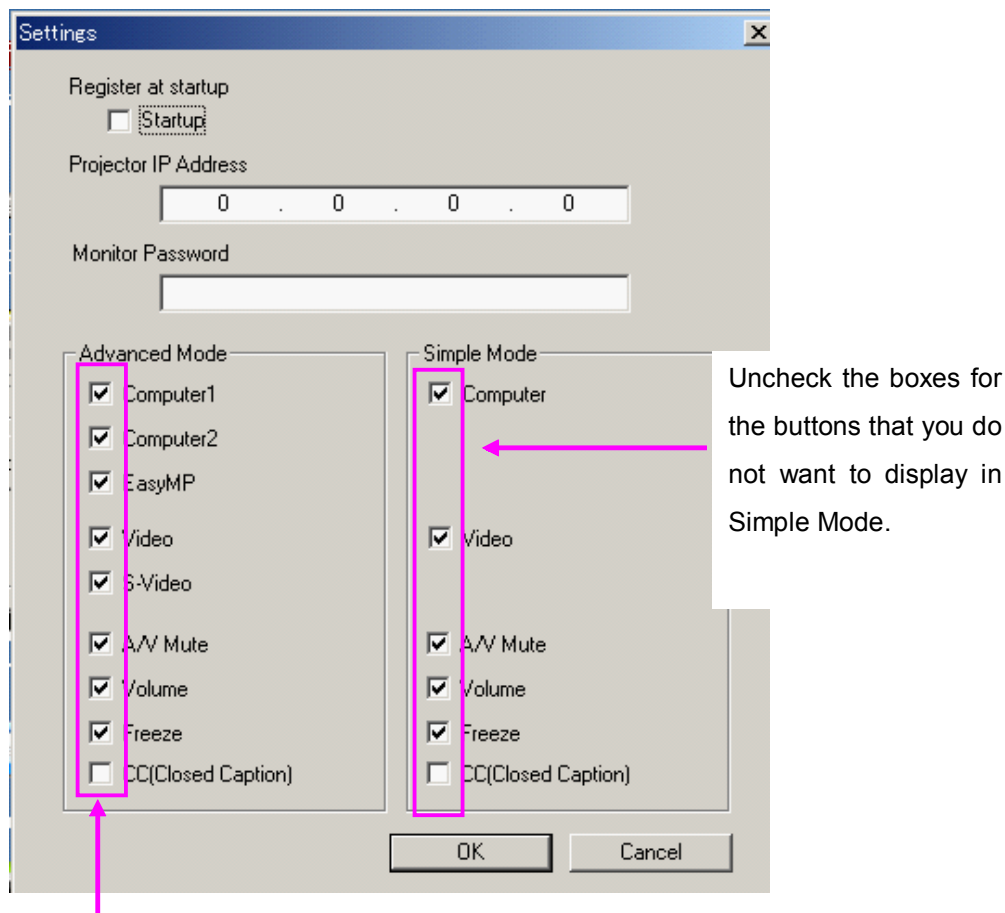 Settings
Register at startup
Startup
Projector IP Address
0 . 0 . 0 . 0
Monitor Password
Advanced Mode
Computer1
Computer2
EasyMP
Video
S-Video
A/V Mute
Volume
Freeze
CC(Closed Caption)
Simple Mode
Computer
Video
A/V Mute
Volume
Freeze
CC(Closed Caption)
Uncheck the boxes for
the buttons that you do
not want to display in
Simple Mode.
OK
Cancel